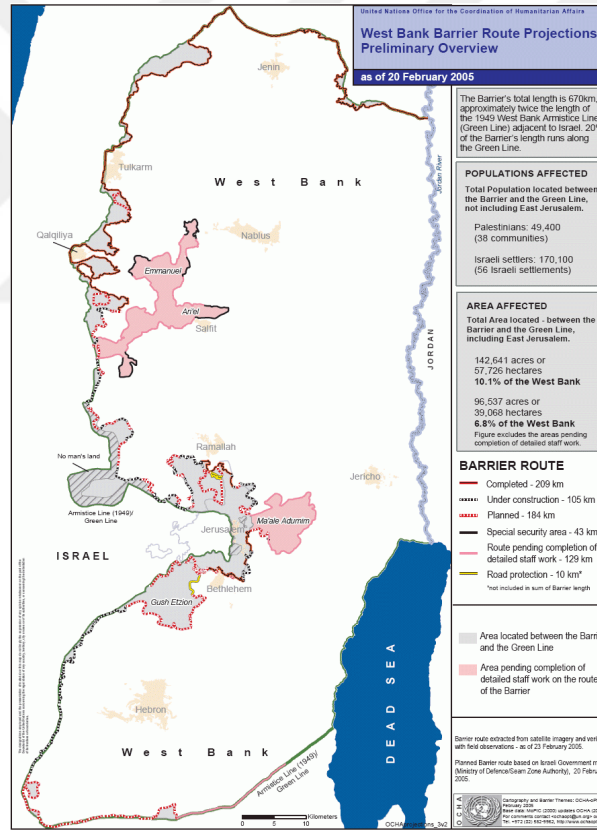 United Nations Office for the Coordination of Humanitarian Affairs
West Bank Barrier Route Projections
Preliminary Overview
as of 20 February 2005
The Barrier's total length is 670km,
approximately twice the length of
the 1949 West Bank Armistice Line
(Green Line) adjacent to Israel. 20%
of the Barrier's length runs along
the Green Line.
POPULATIONS AFFECTED
Total Population located between
the Barrier and the Green Line,
not including East Jerusalem.
Palestinians: 49,400
(38 communities)
Israeli settlers: 170,100
(56 Israeli settlements)
AREA AFFECTED
Total Area located - between the
Barrier and the Green Line,
including East Jerusalem.
142,641 acres or
57,726 hectares
10.1% of the West Bank
96,537 acres or
39,068 hectares
6.8% of the West Bank
Figure excludes the areas pending
completion of detailed staff work.
BARRIER ROUTE
Completed - 209 km
Under construction - 105 km
Planned - 184 km
Special security area - 43 km
Route pending completion of
detailed staff work - 129 km
Road protection - 10 km*
*not included in sum of Barrier length
Area located between the Barri
and the Green Line
Area pending completion of
detailed staff work on the route
of the Barrier
Barrier route extracted from satellite imagery and veri
with field observations - as of 23 February 2005.
Planned Barrier route based on Israeli Government m
(Ministry of Defence/Seam Zone Authority), 20 Febru
2005.
OCHA
Cartography and Barrier Themes: OCHA-oP
February 2005
Jenin
Tulkarm
West Bank
Jordan River
Qalqiliya
Nablus
Emmanuel
Ari'el
Salfit
JORDAN
No man's land
Ramallah
Jericho
Armistice Line (1949)/
Green Line
Jerusalem
Ma'ale Adumim
ISRAEL
Bethlehem
Gush Etzion
DEAD SEA
Hebron
West Bank
Armistice Line (1949)/
Green Line
0 5 10 Kilometers